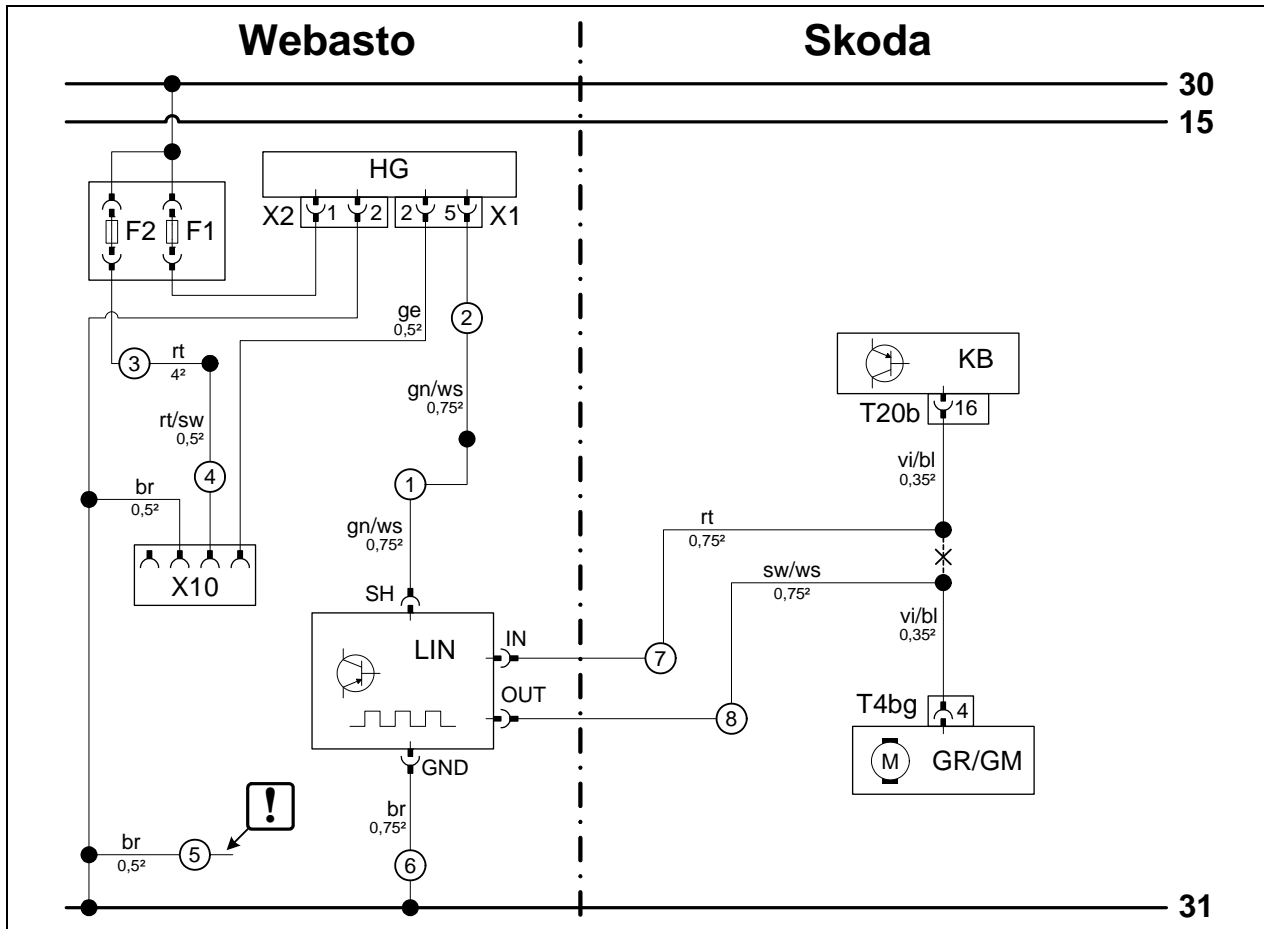 Webasto
Skoda
30
15
HG
X2 1 2 2 5 X1
F2 F1
ge
0,5²
2
3
rt
4²
gn/ws
0,75²
rt/sw
0,5²
4
1
br
0,5²
gn/ws
0,75²
X10
SH
LIN
IN
OUT
GND
KB
T20b 16
vi/bl
0,35²
rt
0,75²
sw/ws
0,75²
vi/bl
0,35²
7
8
T4bg 4
M GR/GM
!
br
0,75²
br
0,5²
5
6
31